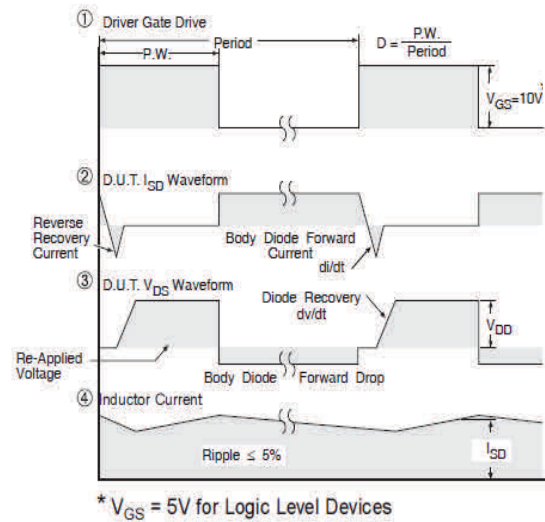 ① Driver Gate Drive
P.W.
Period
D = P.W. / Period
V_GS=10V *
② D.U.T. I_SD Waveform
Reverse
Recovery
Current
Body Diode Forward
Current
di/dt
③ D.U.T. V_DS Waveform
Diode Recovery
dv/dt
V_DD
Re-Applied
Voltage
Body Diode Forward Drop
④ Inductor Current
Ripple ≤ 5%
I_SD
* V_GS = 5V for Logic Level Devices